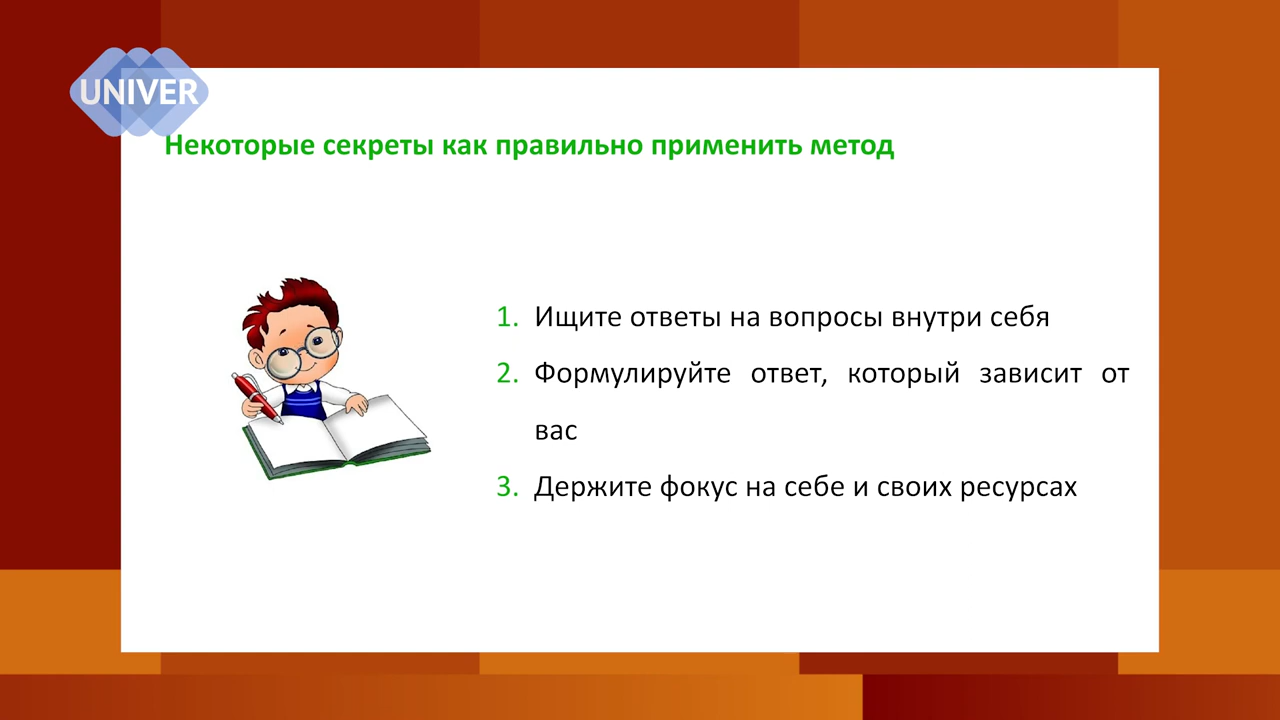 UNIVER
Некоторые секреты как правильно применить метод
1. Ищите ответы на вопросы внутри себя
2. Формулируйте ответ, который зависит от
вас
3. Держите фокус на себе и своих ресурсах